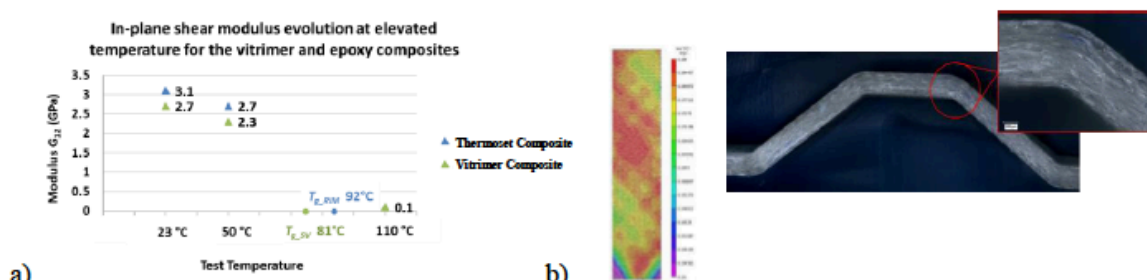 In-plane shear modulus evolution at elevated
temperature for the vitrimer and epoxy composites
Modulus G₁₂ (GPa)
3.5
3
2.5
2
1.5
1
0.5
0
3.1
2.7
2.7
2.3
0.1
T_g_RIM 92°C
T_g_SV 81°C
23 °C
50 °C
110 °C
Test Temperature
Thermoset Composite
Vitrimer Composite
a)
b)